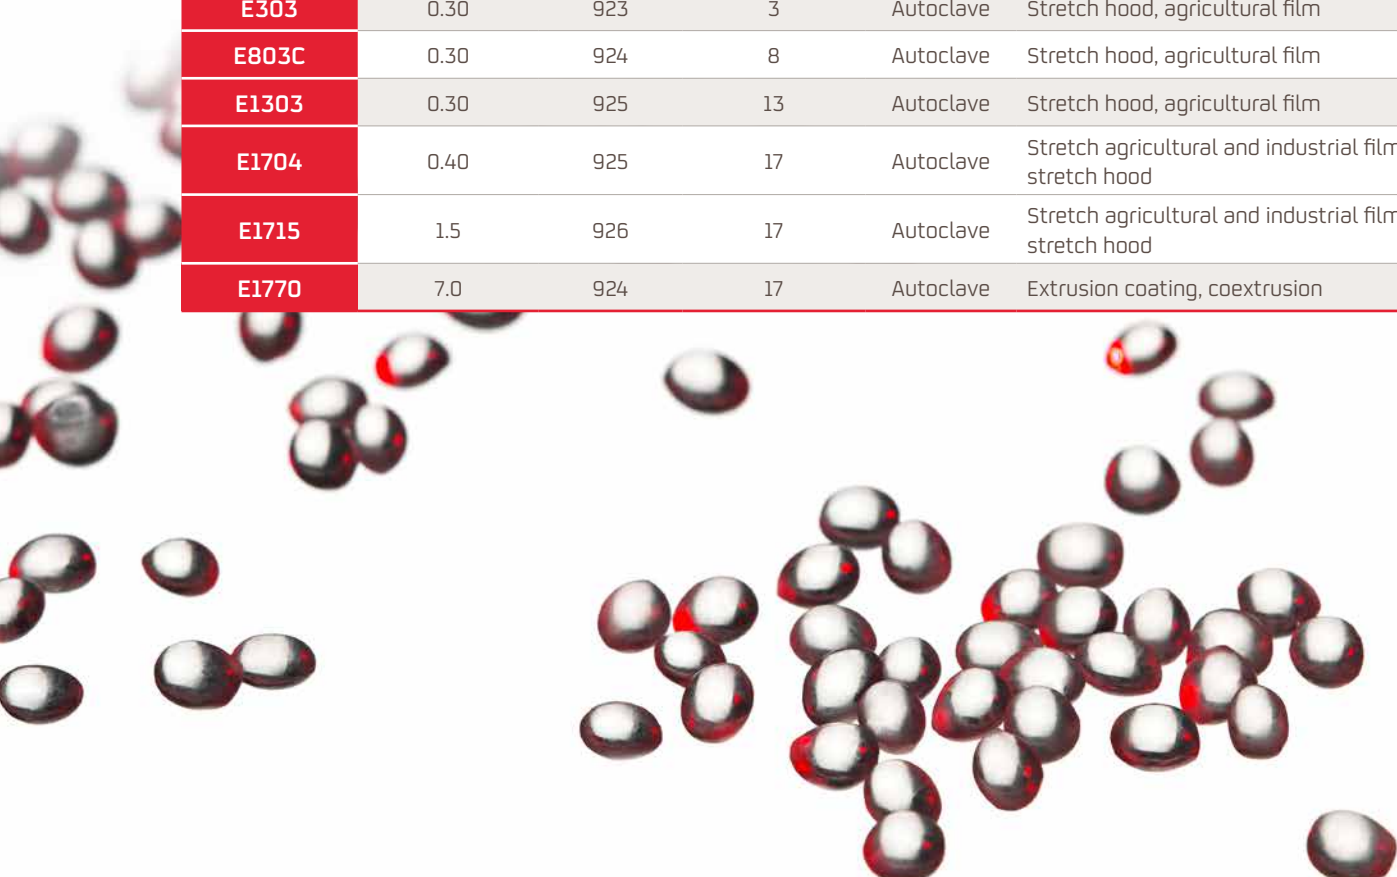 E303 0.30 923 3 Autoclave Stretch hood, agricultural film
E803C 0.30 924 8 Autoclave Stretch hood, agricultural film
E1303 0.30 925 13 Autoclave Stretch hood, agricultural film
E1704 0.40 925 17 Autoclave Stretch agricultural and industrial film
stretch hood
E1715 1.5 926 17 Autoclave Stretch agricultural and industrial film
stretch hood
E1770 7.0 924 17 Autoclave Extrusion coating, coextrusion